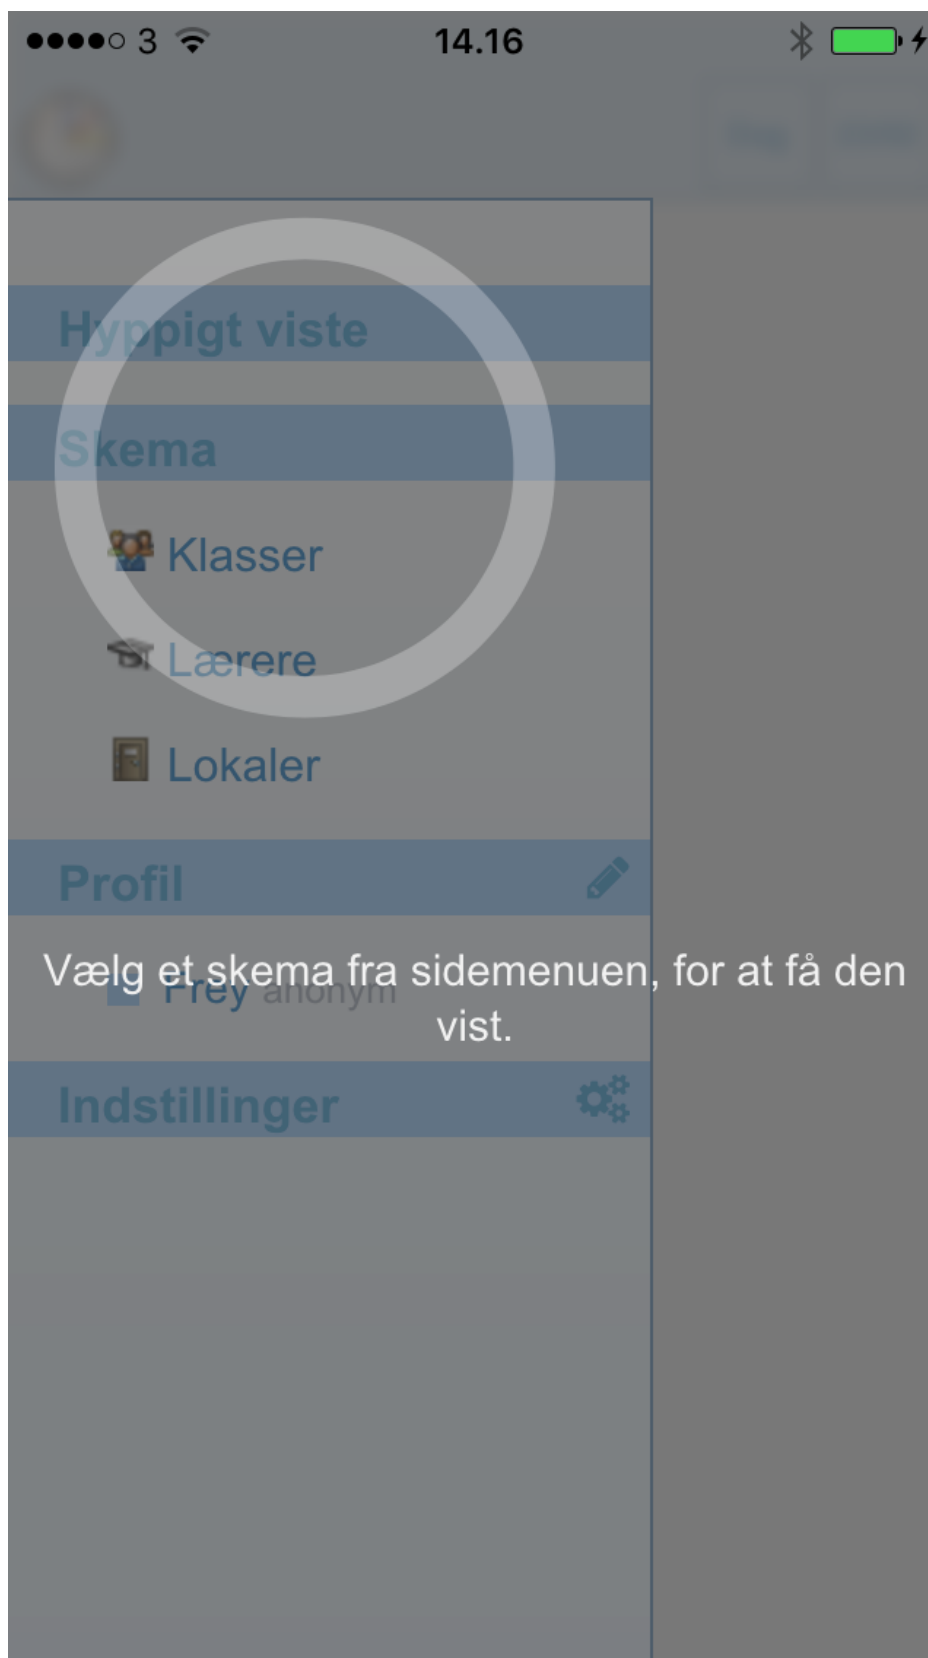 3 14.16
Hyppigt viste
Skema
Klasser
Lærere
Lokaler
Profil
Vælg et skema fra sidemenuen, for at få den
Frey anonym
vist.
Indstillinger